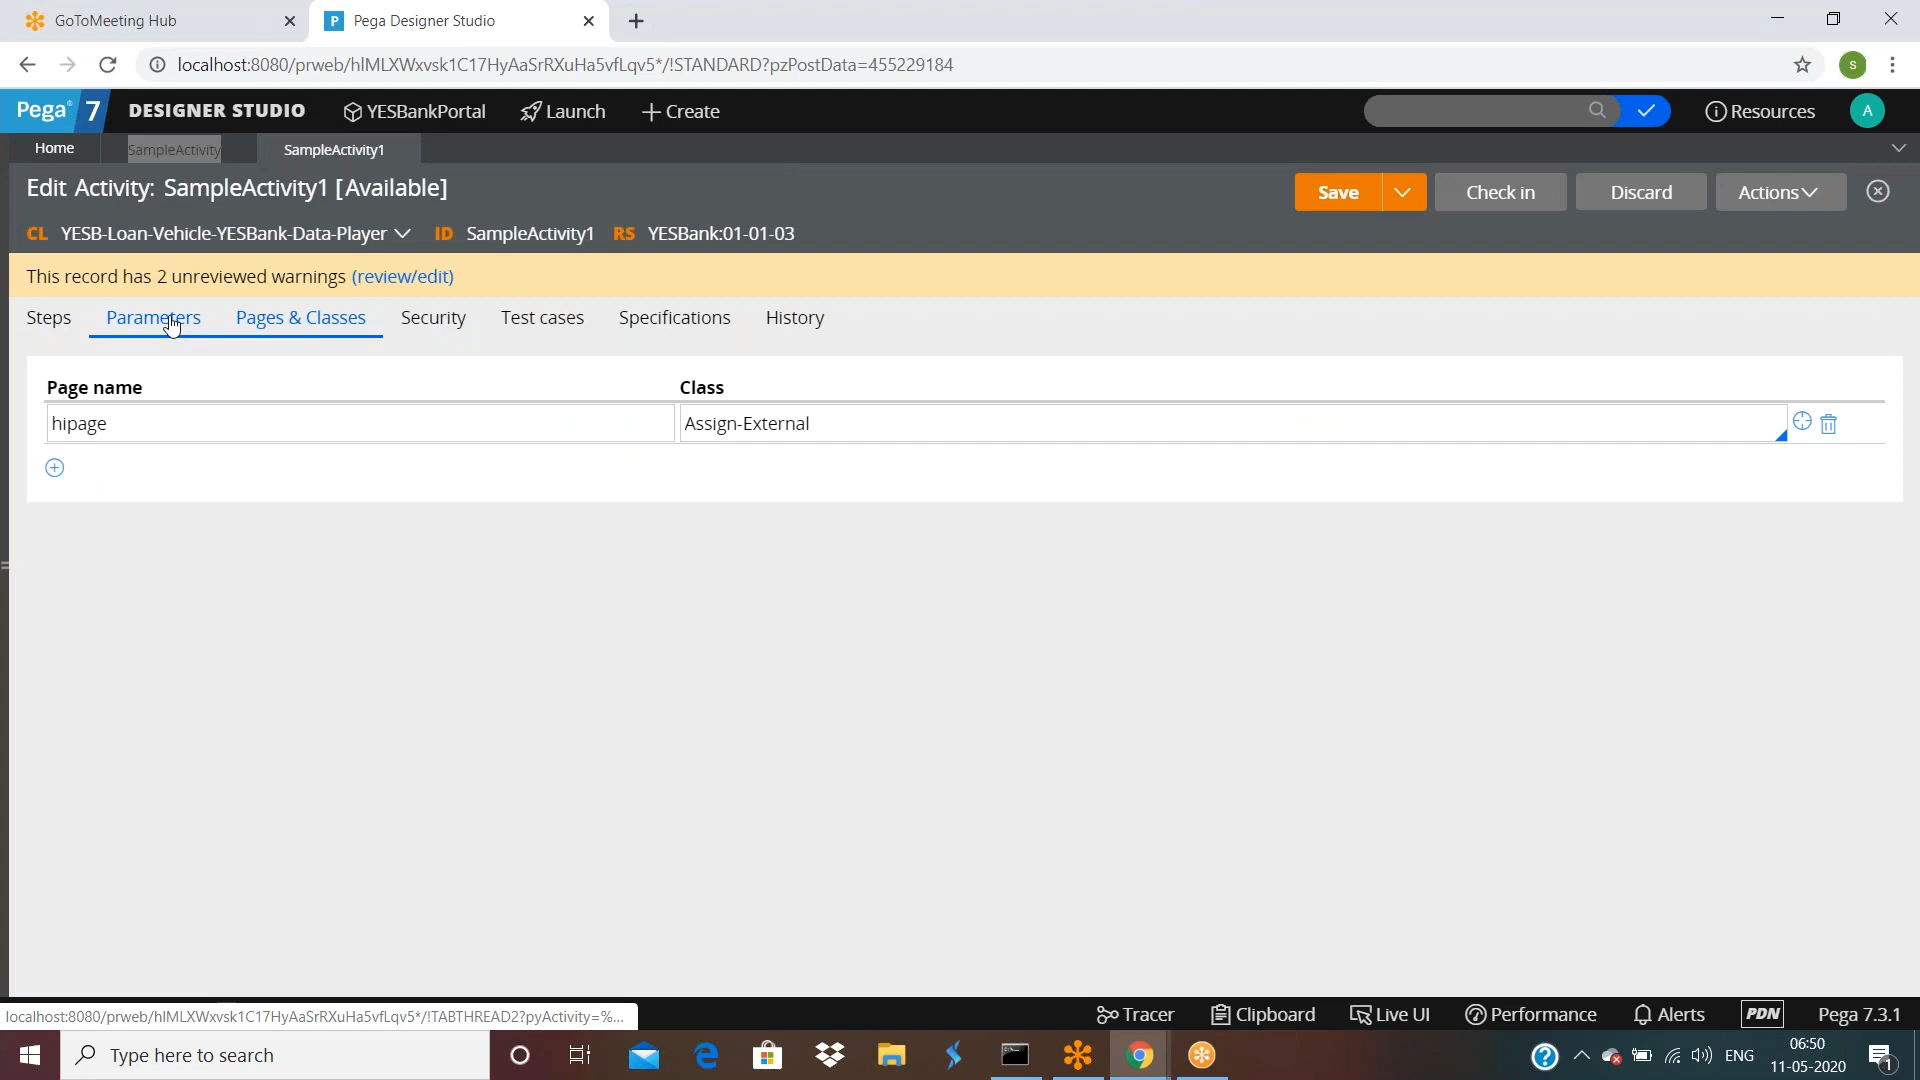 GoToMeeting Hub
Pega Designer Studio
localhost:8080/prweb/hIMLXWxvsk1C17HyAaSrRXuHa5vfLqv5*/!STANDARD?pzPostData=455229184
S
Pega 7 DESIGNER STUDIO YESBankPortal Launch Create Resources A
Home SampleActivity SampleActivity1
Edit Activity: SampleActivity1 [Available]
Save Check in Discard Actions
CL YESB-Loan-Vehicle-YESBank-Data-Player ID SampleActivity1 RS YESBank:01-01-03
This record has 2 unreviewed warnings (review/edit)
Steps Parameters Pages & Classes Security Test cases Specifications History
Page name Class
hipage Assign-External
localhost:8080/prweb/hIMLXWxvsk1C17HyAaSrRXuHa5vfLqv5*/!TABTHREAD2?pyActivity=%...
Tracer Clipboard Live UI Performance Alerts PDN Pega 7.3.1
Type here to search
ENG
06:50
11-05-2020
1